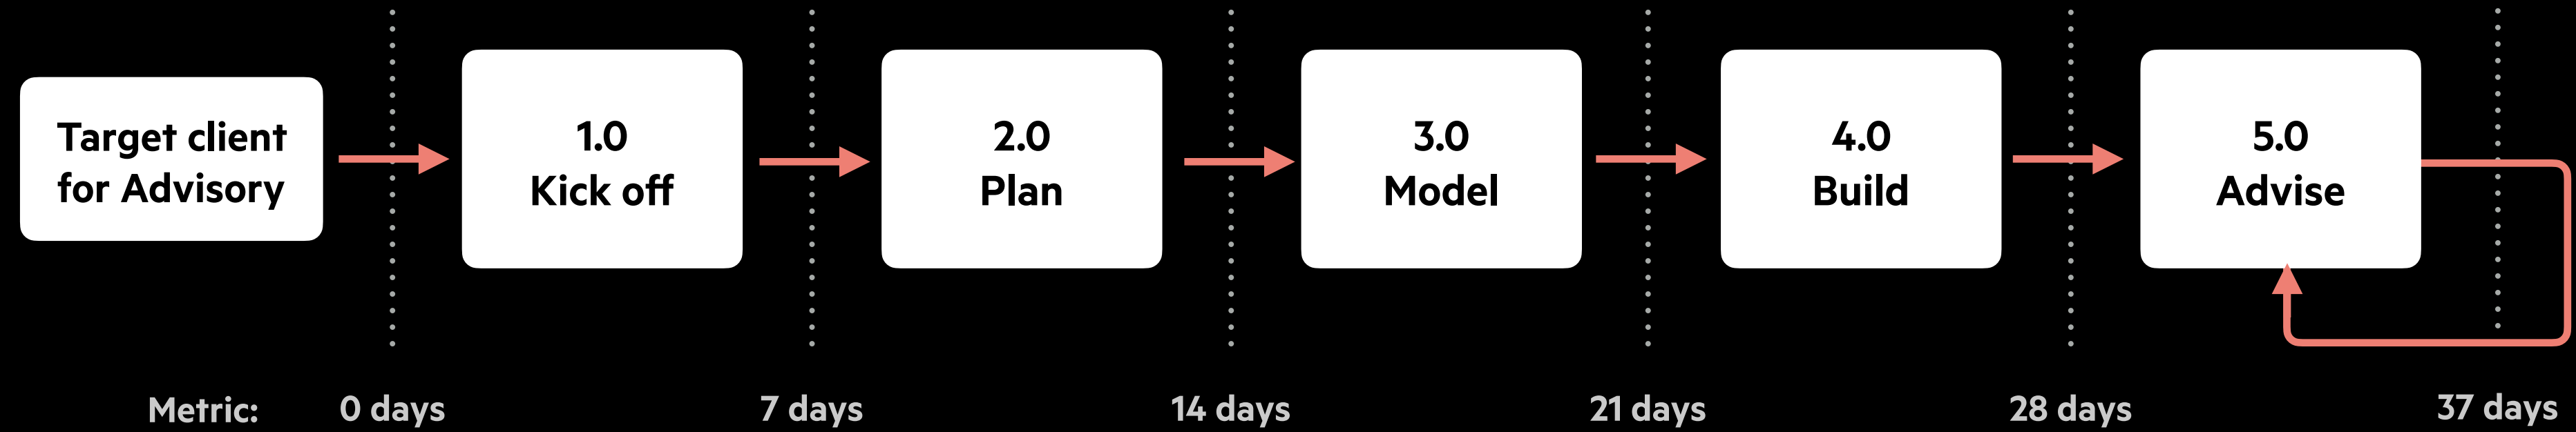 Target client
for Advisory
1.0
Kick off
2.0
Plan
3.0
Model
4.0
Build
5.0
Advise
Metric:
0 days
7 days
14 days
21 days
28 days
37 days